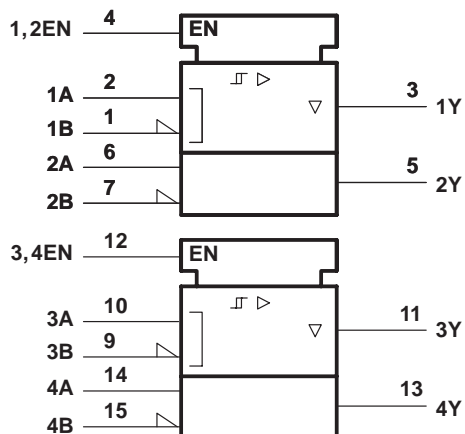 1,2EN 4 EN
1A 2
3 1Y
1B 1
2A 6
5 2Y
2B 7
3,4EN 12 EN
3A 10
11 3Y
3B 9
4A 14
13 4Y
4B 15